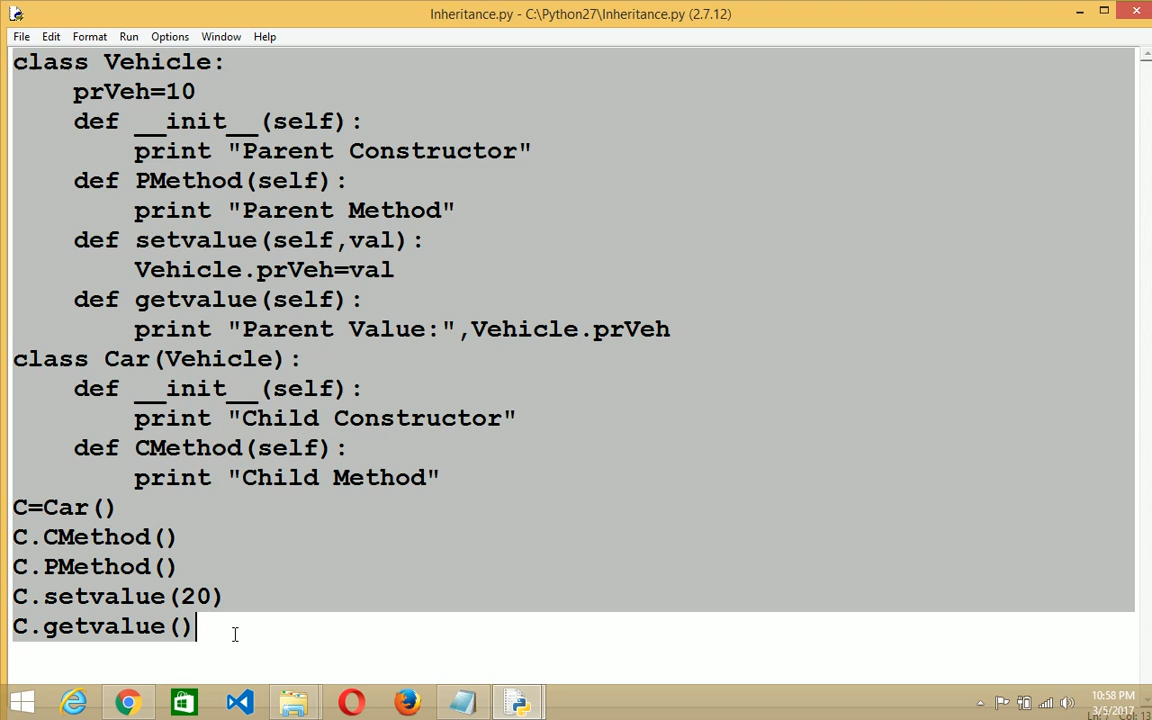 Inheritance.py - C:\Python27\Inheritance.py (2.7.12)
File Edit Format Run Options Window Help
class Vehicle:
    prVeh=10
    def __init__(self):
        print "Parent Constructor"
    def PMethod(self):
        print "Parent Method"
    def setvalue(self,val):
        Vehicle.prVeh=val
    def getvalue(self):
        print "Parent Value:",Vehicle.prVeh
class Car(Vehicle):
    def __init__(self):
        print "Child Constructor"
    def CMethod(self):
        print "Child Method"
C=Car()
C.CMethod()
C.PMethod()
C.setvalue(20)
C.getvalue()
10:58 PM
3/5/2017